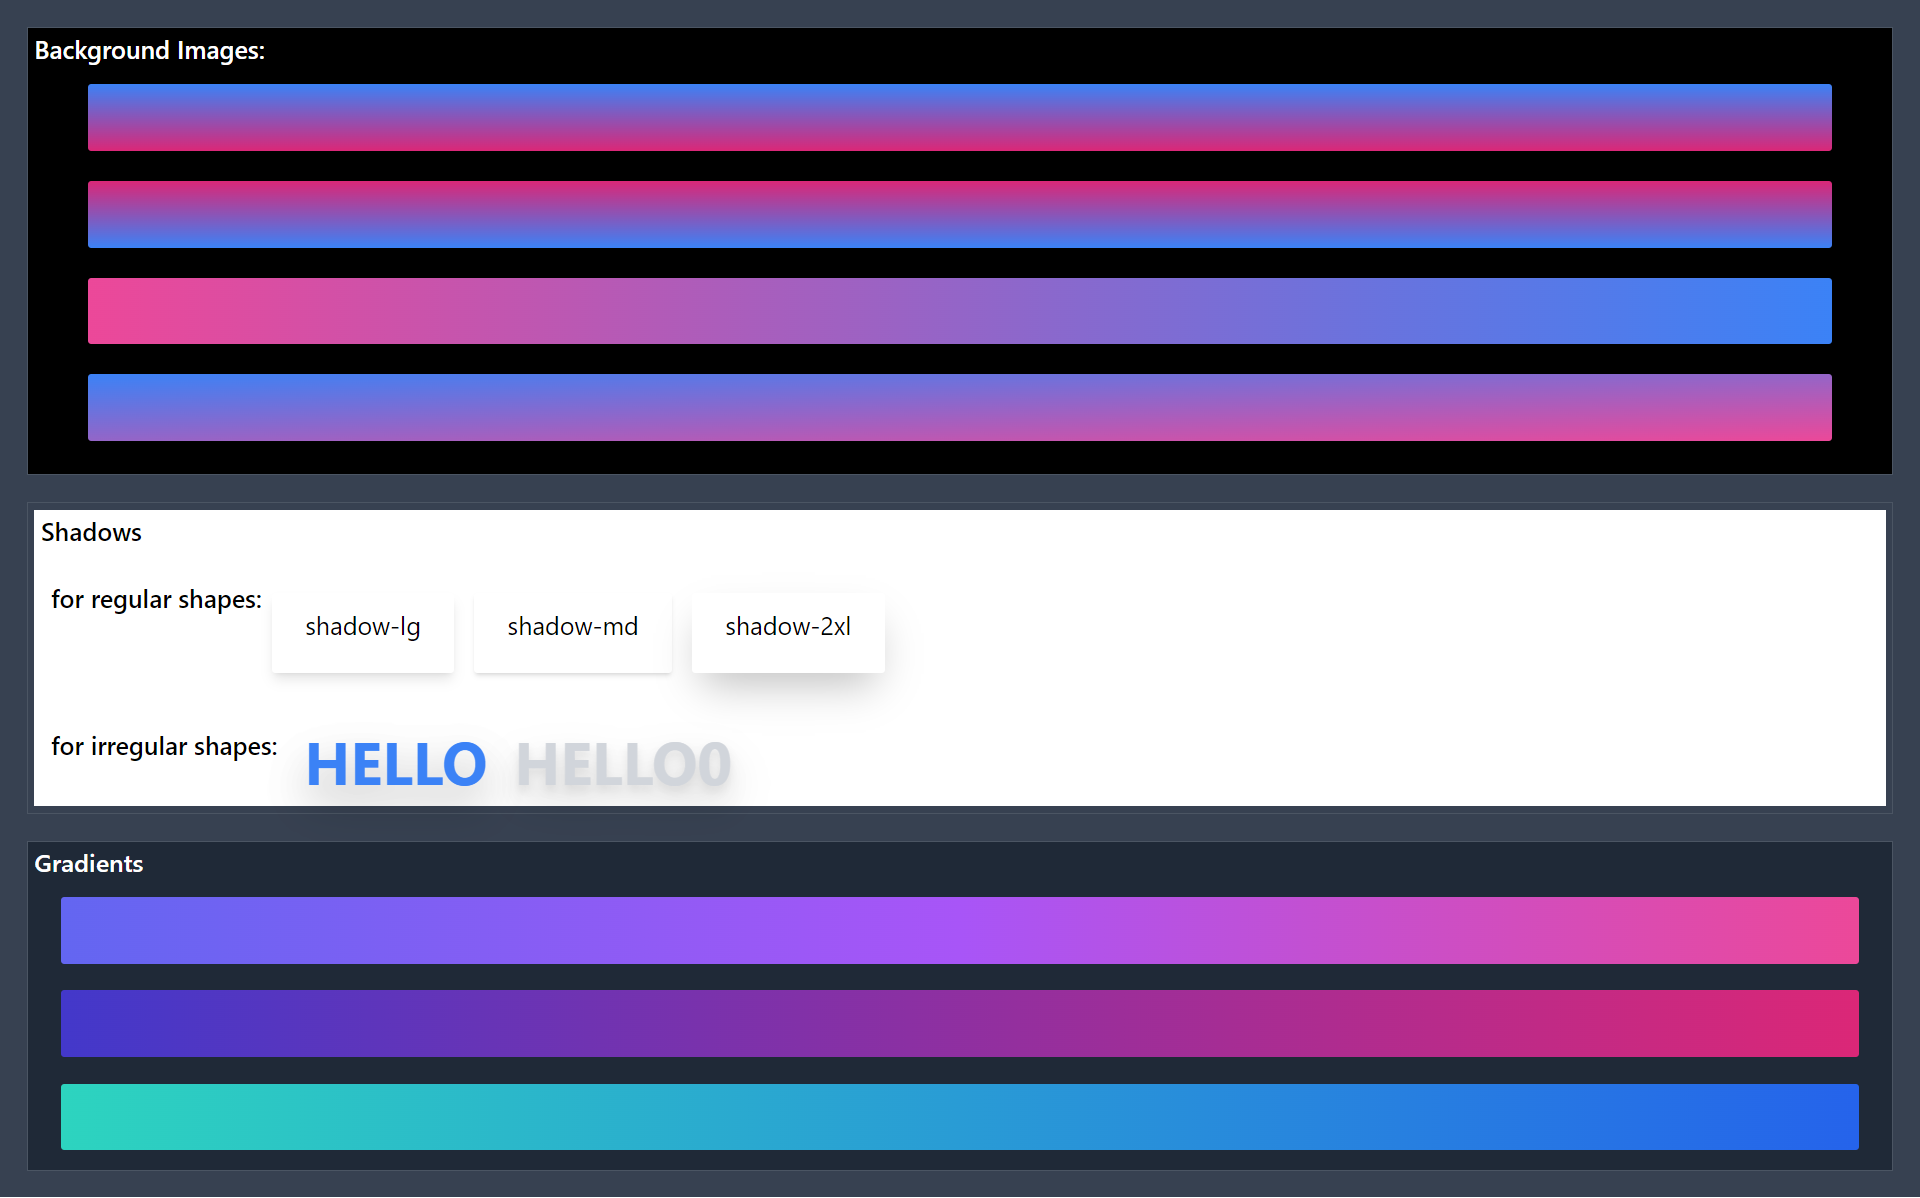 Background Images:
Shadows
for regular shapes: shadow-lg shadow-md shadow-2xl
for irregular shapes: HELLO HELLO0
Gradients